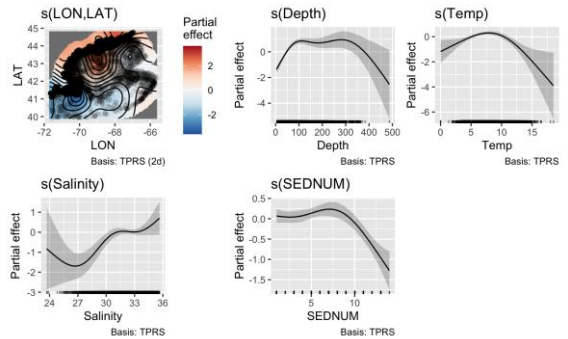 s(LON,LAT)
45
44
43
42
41
40
LAT
-72
-70
-68
-66
LON
Basis: TPRS (2d)
Partial
effect
2
0
-2
s(Depth)
Partial effect
0
-2
-4
0
100
200
300
400
500
Depth
Basis: TPRS
s(Temp)
Partial effect
0
-2
-4
-6
0
5
10
15
Temp
Basis: TPRS
s(Salinity)
Partial effect
1
0
-1
-2
-3
24
27
30
33
36
Salinity
Basis: TPRS
s(SEDNUM)
Partial effect
0.5
0.0
-0.5
-1.0
-1.5
5
10
SEDNUM
Basis: TPRS